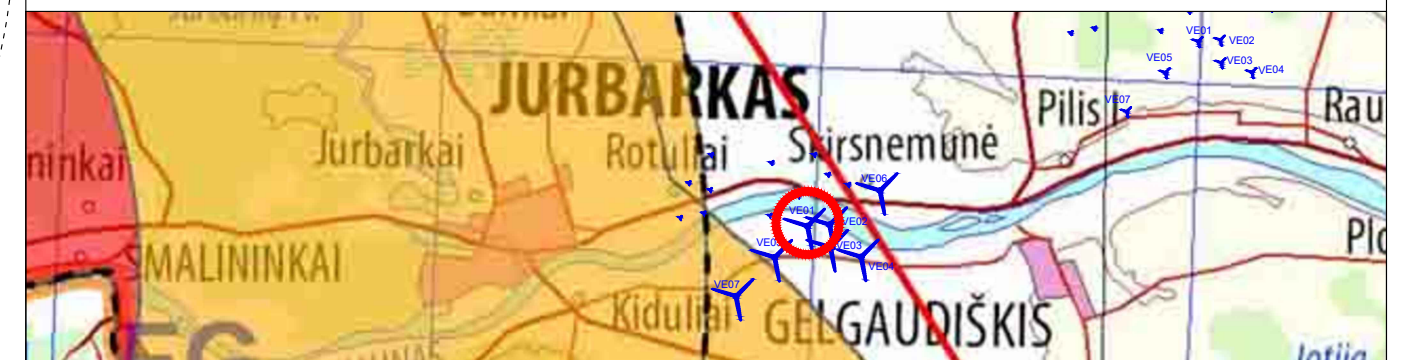 VE01
VE02
VE03
VE05
VE04
JURBARKAS
VE07
Pilis I
Rau
ninkai
Jurbarkai
Rotuliai
Skirsnemunė
VE06
VE01
VE02
VE03
VE04
SMALININKAI
VE07
Kiduliai
GELGAUDIŠKIS